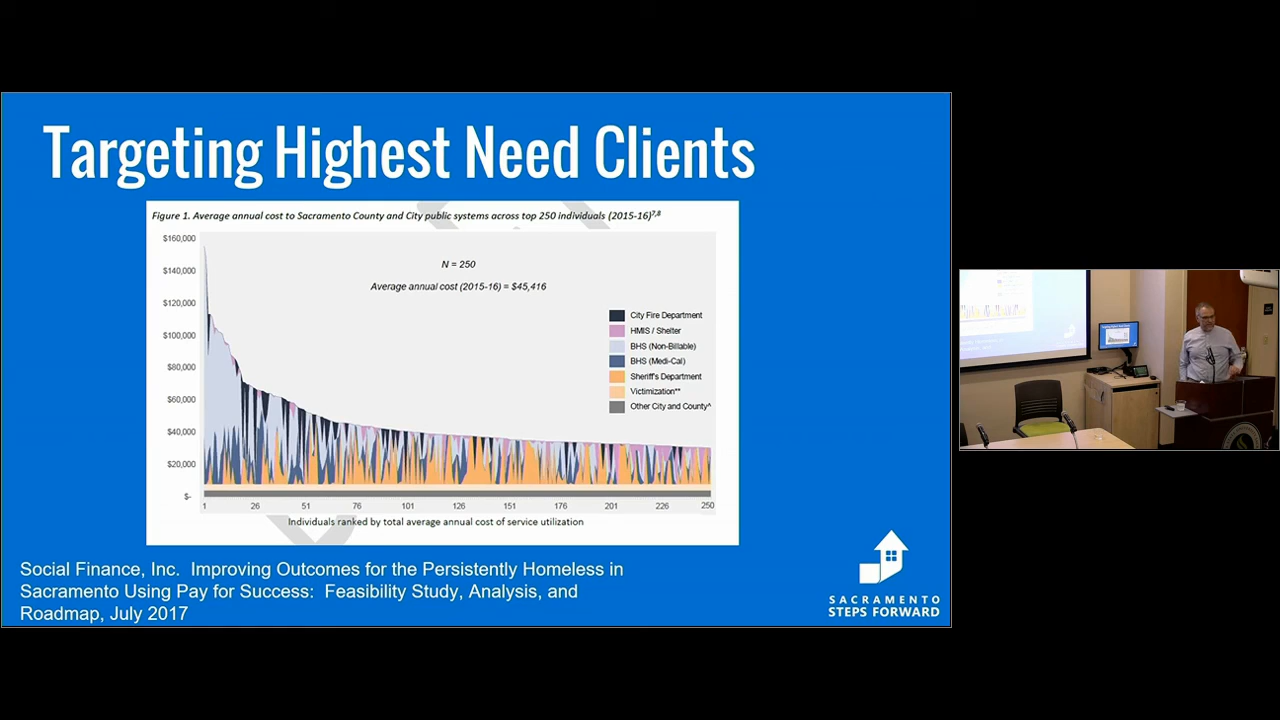 Targeting Highest Need Clients
Figure 1. Average annual cost to Sacramento County and City public systems across top 250 individuals (2015-16)7,8
$160,000
$140,000
$120,000
$100,000
$80,000
$60,000
$40,000
$20,000
$-
N = 250
Average annual cost (2015-16) = $45,416
City Fire Department
HMIS / Shelter
BHS (Non-Billable)
BHS (Medi-Cal)
Sheriff's Department
Victimization**
Other City and County^
1 26 51 76 101 126 151 176 201 226 250
Individuals ranked by total average annual cost of service utilization
Social Finance, Inc. Improving Outcomes for the Persistently Homeless in
Sacramento Using Pay for Success: Feasibility Study, Analysis, and
Roadmap, July 2017
SACRAMENTO
STEPS FORWARD